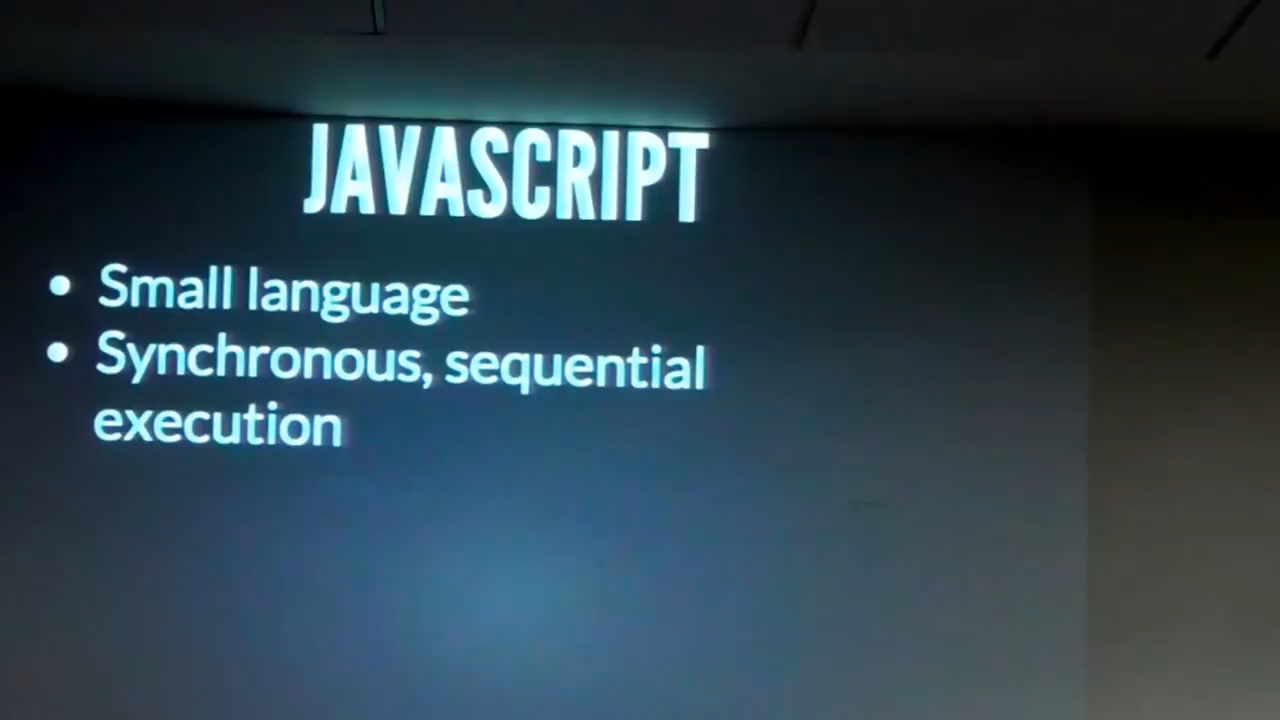 JAVASCRIPT
• Small language
• Synchronous, sequential
execution